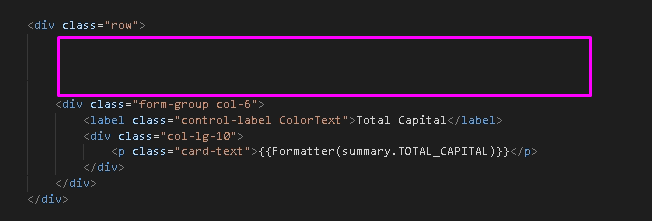 <div class="row">
<div class="form-group col-6">
<label class="control-label ColorText">Total Capital</label>
<div class="col-lg-10">
<p class="card-text">{{Formatter(summary.TOTAL_CAPITAL)}}</p>
</div>
</div>
</div>